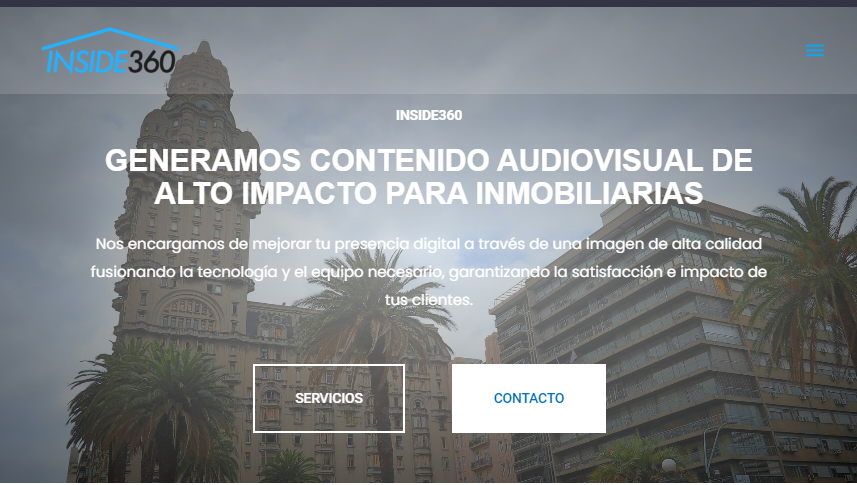 INSIDE360
INSIDE360
GENERAMOS CONTENIDO AUDIOVISUAL DE
ALTO IMPACTO PARA INMOBILIARIAS
Nos encargamos de mejorar tu presencia digital a través de una imagen de alta calidad
fusionando la tecnología y el equipo necesario, garantizando la satisfacción e impacto de
tus clientes.
SERVICIOS
CONTACTO